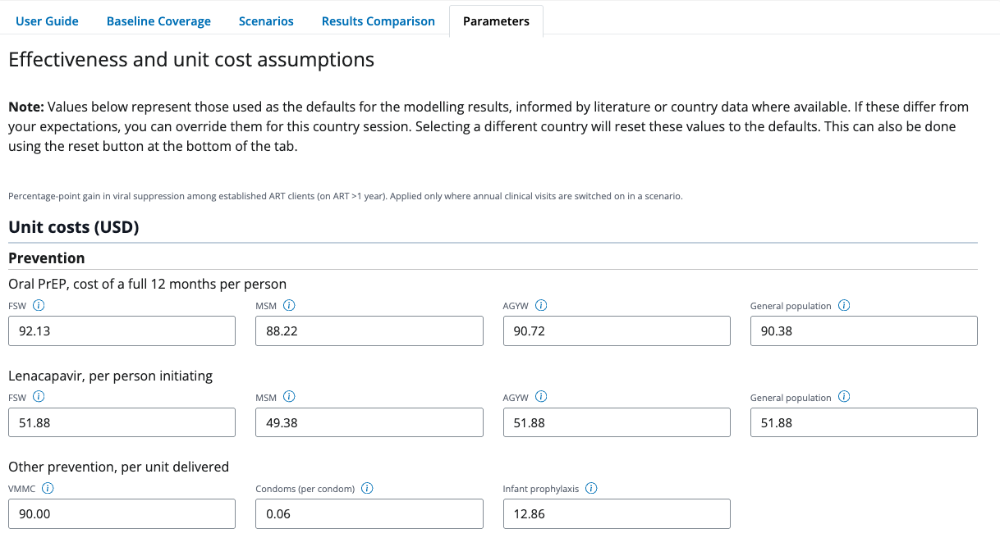 User Guide
Baseline Coverage
Scenarios
Results Comparison
Parameters
Effectiveness and unit cost assumptions
Note: Values below represent those used as the defaults for the modelling results, informed by literature or country data where available. If these differ from
your expectations, you can override them for this country session. Selecting a different country will reset these values to the defaults. This can also be done
using the reset button at the bottom of the tab.
Percentage-point gain in viral suppression among established ART clients (on ART >1 year). Applied only where annual clinical visits are switched on in a scenario.
Unit costs (USD)
Prevention
Oral PrEP, cost of a full 12 months per person
FSW
MSM
AGYW
General population
92.13
88.22
90.72
90.38
Lenacapavir, per person initiating
FSW
MSM
AGYW
General population
51.88
49.38
51.88
51.88
Other prevention, per unit delivered
VMMC
Condoms (per condom)
Infant prophylaxis
90.00
0.06
12.86